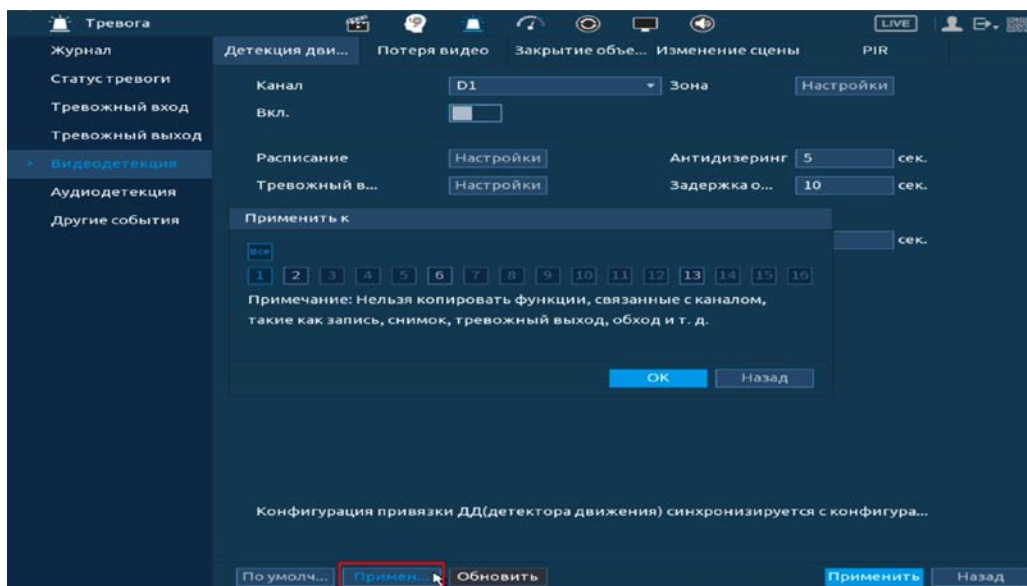 Тревога
LIVE
Журнал
Статус тревоги
Тревожный вход
Тревожный выход
Видеодетекция
Аудиодетекция
Другие события
Детекция дви... Потеря видео Закрытие объе... Изменение сцены PIR
Канал D1 Зона Настройки
Вкл.
Расписание Настройки Антидизеринг 5 сек.
Тревожный в... Настройки Задержка о... 10 сек.
сек.
Применить к
Все
1 2 3 4 5 6 7 8 9 10 11 12 13 14 15 16
Примечание: Нельзя копировать функции, связанные с каналом,
такие как запись, снимок, тревожный выход, обход и т. д.
OK Назад
Конфигурация привязки ДД(детектора движения) синхронизируется с конфигура...
По умолч... Примен... Обновить Применить Назад